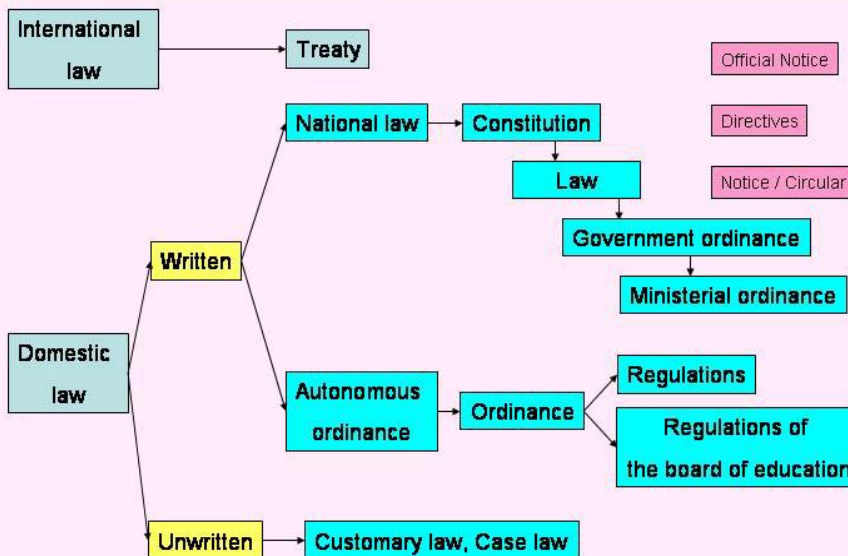 International
law
Treaty
Official Notice
National law
Constitution
Directives
Law
Notice / Circular
Government ordinance
Written
Ministerial ordinance
Domestic
law
Autonomous
ordinance
Ordinance
Regulations
Regulations of
the board of education
Unwritten
Customary law, Case law